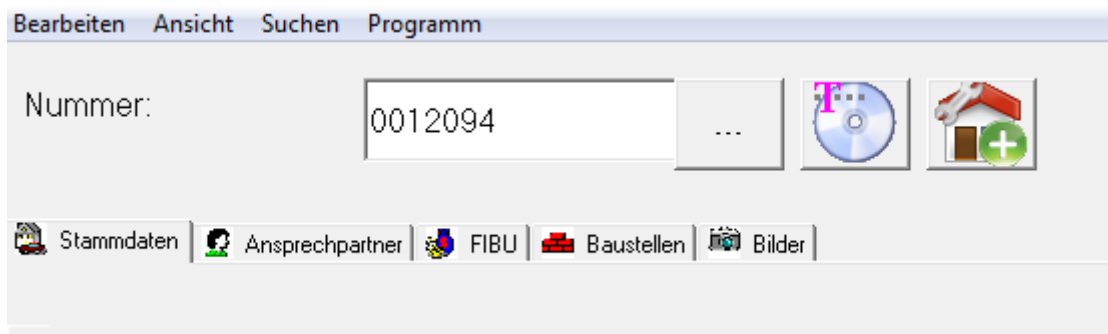 Bearbeiten Ansicht Suchen Programm
Nummer: 0012094 ... T
Stammdaten Ansprechpartner FIBU Baustellen Bilder